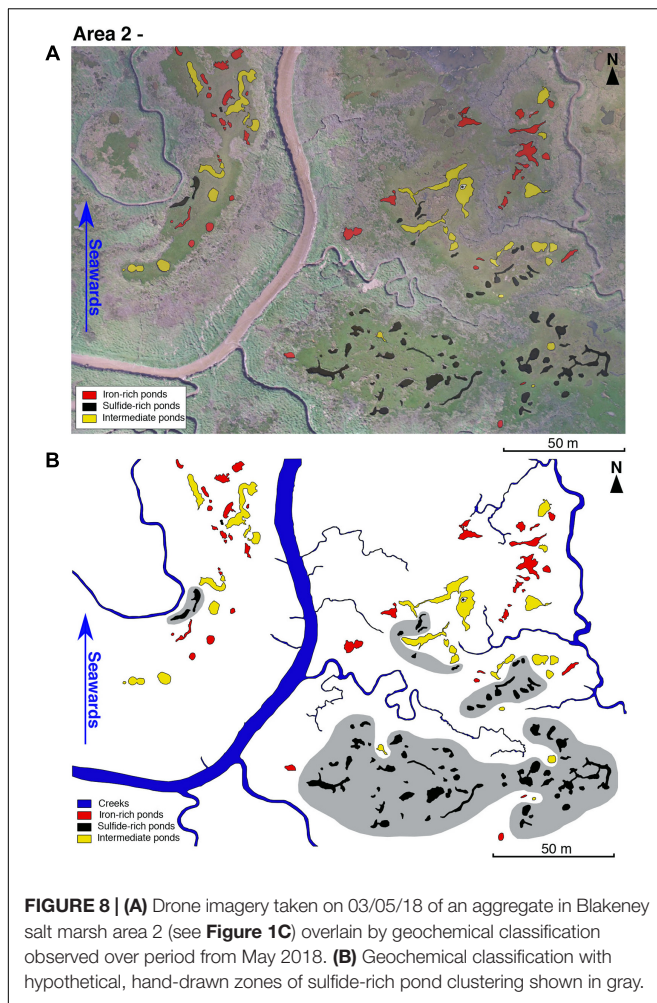 Area 2 -
A
N
Seawards
Iron-rich ponds
Sulfide-rich ponds
Intermediate ponds
50 m
B
N
Seawards
Creeks
Iron-rich ponds
Sulfide-rich ponds
Intermediate ponds
50 m
FIGURE 8 | (A) Drone imagery taken on 03/05/18 of an aggregate in Blakeney
salt marsh area 2 (see Figure 1C) overlain by geochemical classification
observed over period from May 2018. (B) Geochemical classification with
hypothetical, hand-drawn zones of sulfide-rich pond clustering shown in gray.